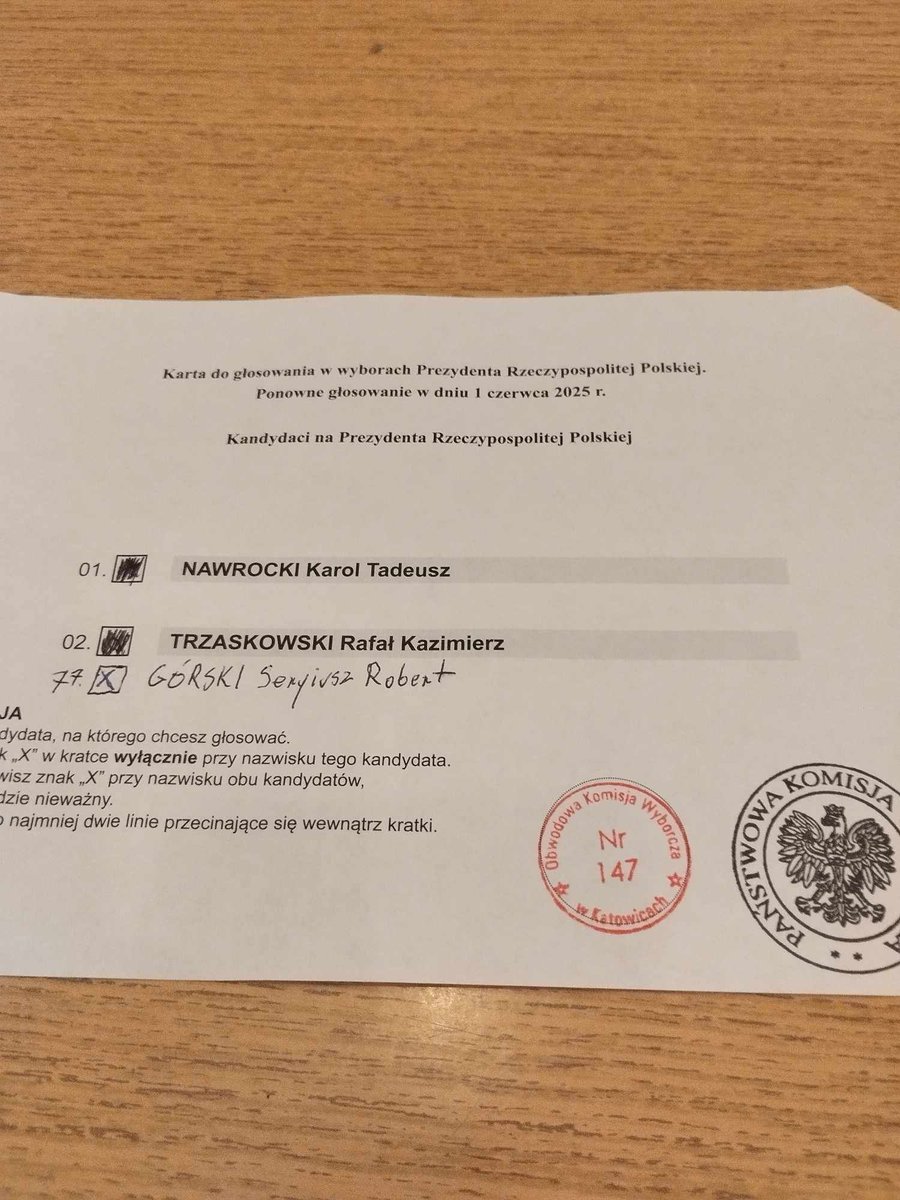 Karta do głosowania w wyborach Prezydenta Rzeczypospolitej Polskiej.
Ponowne głosowanie w dniu 1 czerwca 2025 r.
Kandydaci na Prezydenta Rzeczypospolitej Polskiej
01. NAWROCKI Karol Tadeusz
02. TRZASKOWSKI Rafał Kazimierz
77. X GÓRSKI Sergiusz Robert
JA
dydata, na którego chcesz głosować.
k „X” w kratce wyłącznie przy nazwisku tego kandydata.
wisz znak „X” przy nazwisku obu kandydatów,
dzie nieważny.
o najmniej dwie linie przecinające się wewnątrz kratki.
Obwodowa Komisja Wyborcza
Nr
147
w Katowicach
PAŃSTWOWA KOMISJA
A